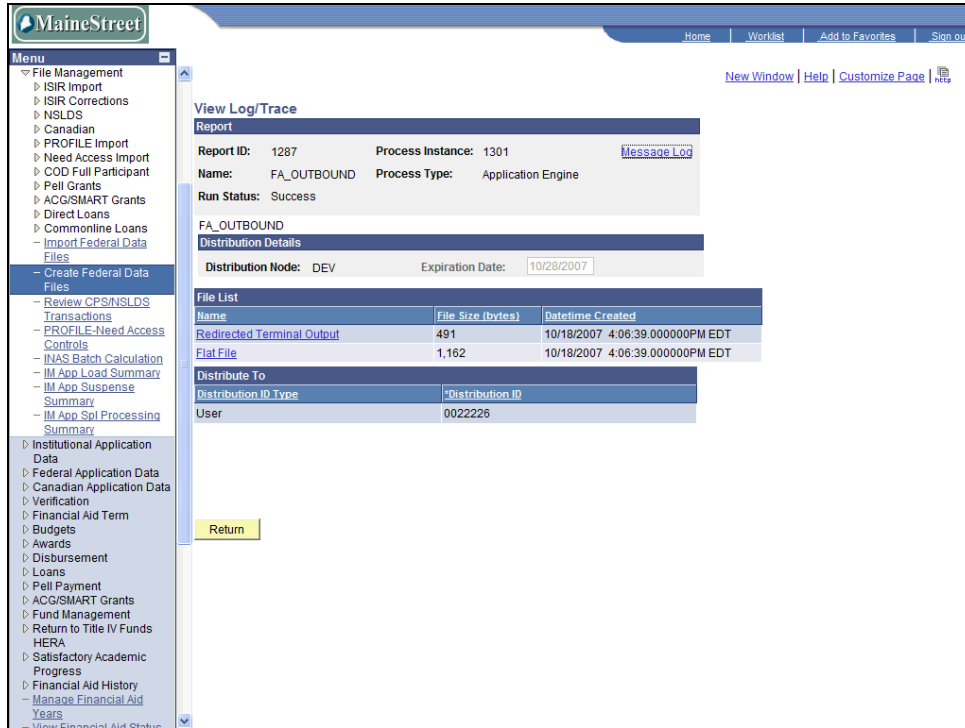 MaineStreet
Home Worklist Add to Favorites Sign ou
Menu
File Management
ISIR Import
ISIR Corrections
NSLDS
Canadian
PROFILE Import
Need Access Import
COD Full Participant
Pell Grants
ACG/SMART Grants
Direct Loans
Commonline Loans
Import Federal Data
Files
Create Federal Data
Files
Review CPS/NSLDS
Transactions
PROFILE-Need Access
Controls
INAS Batch Calculation
IM App Load Summary
IM App Suspense
Summary
IM App Spl Processing
Summary
Institutional Application
Data
Federal Application Data
Canadian Application Data
Verification
Financial Aid Term
Budgets
Awards
Disbursement
Loans
Pell Payment
ACG/SMART Grants
Fund Management
Return to Title IV Funds
HERA
Satisfactory Academic
Progress
Financial Aid History
Manage Financial Aid
Years
View Financial Aid Status
New Window | Help | Customize Page | http
View Log/Trace
Report
Report ID: 1287 Process Instance: 1301 Message Log
Name: FA_OUTBOUND Process Type: Application Engine
Run Status: Success
FA_OUTBOUND
Distribution Details
Distribution Node: DEV Expiration Date: 10/28/2007
File List
Name File Size (bytes) Datetime Created
Redirected Terminal Output 491 10/18/2007 4:06:39.000000PM EDT
Flat File 1,162 10/18/2007 4:06:39.000000PM EDT
Distribute To
Distribution ID Type *Distribution ID
User 0022226
Return